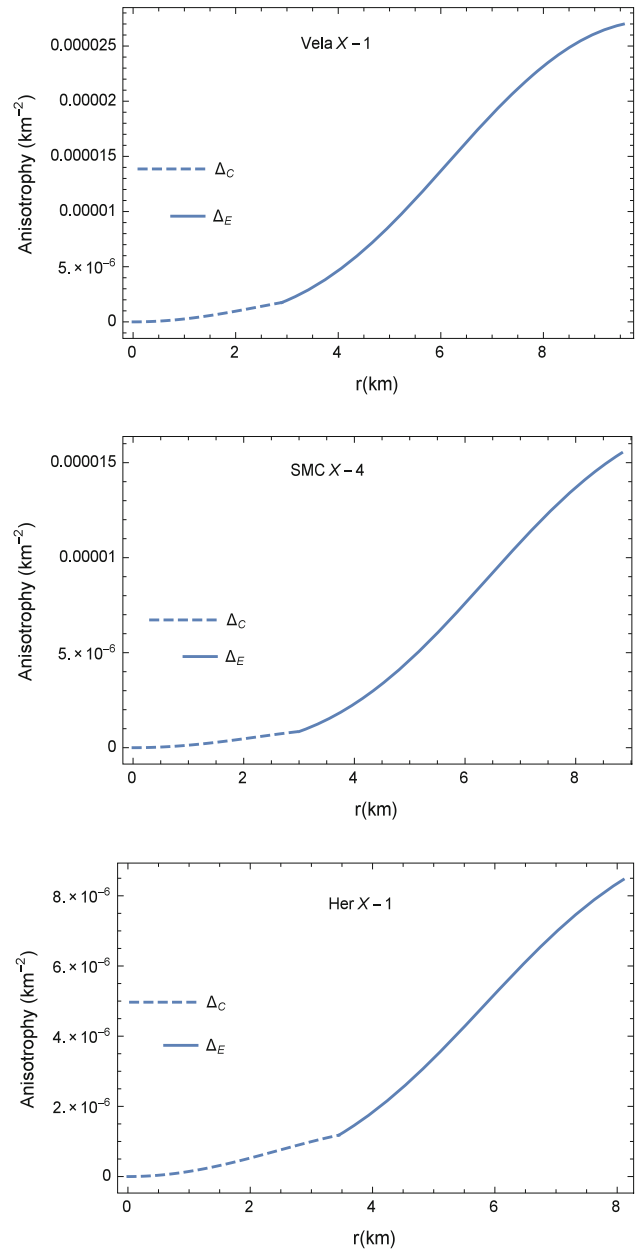 Vela X – 1
Anisotrophy (km⁻²)
0.000025
0.00002
0.000015
0.00001
5. × 10⁻⁶
0
Δ_C
Δ_E
0 2 4 6 8
r(km)
SMC X – 4
Anisotrophy (km⁻²)
0.000015
0.00001
5. × 10⁻⁶
0
Δ_C
Δ_E
0 2 4 6 8
r(km)
Her X – 1
Anisotrophy (km⁻²)
8. × 10⁻⁶
6. × 10⁻⁶
4. × 10⁻⁶
2. × 10⁻⁶
0
Δ_C
Δ_E
0 2 4 6 8
r(km)